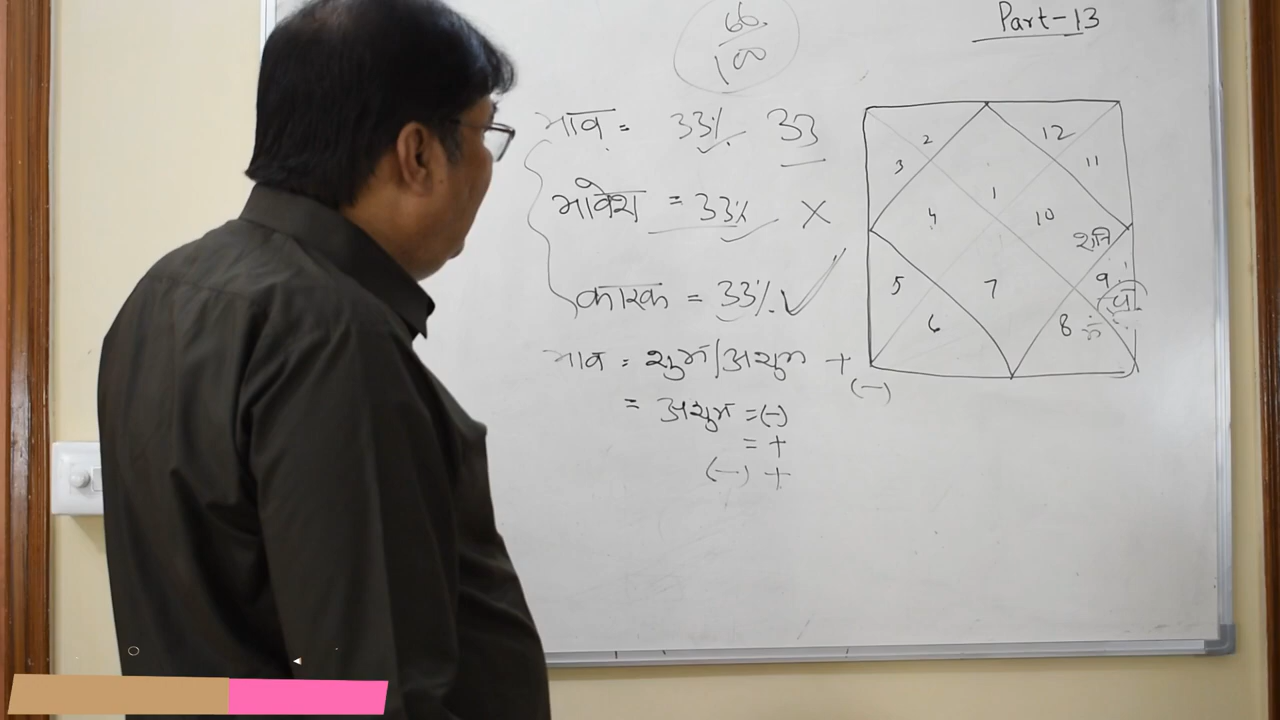 Part-13
66
100
भाव = 33% 33
भावेश = 33% ×
कारक = 33% ✓
भाव = शुभ/अशुभ +
(-)
= अशुभ = (-)
= +
(-) +
2 12
3 11
1
4 10
शनि
5 7 9
6 8